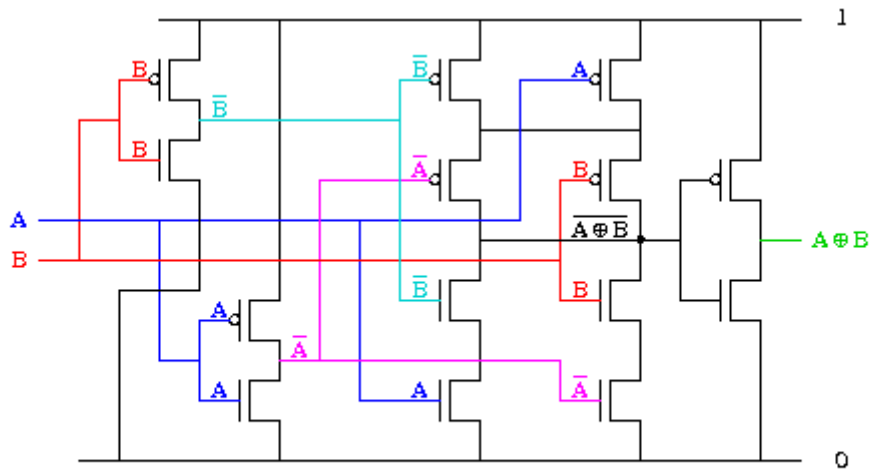 1
B B̅ B̅ A
B A̅ B
A A̅⊕̅B̅ A⊕B
B
A B̅ B
A̅
A A A̅
0